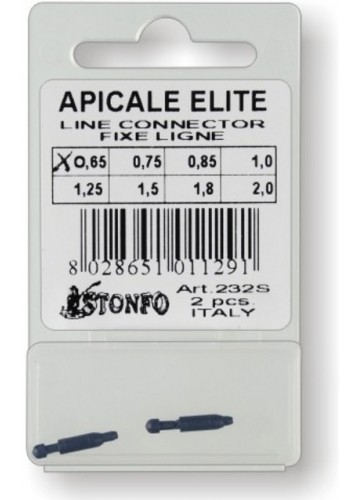 APICALE ELITE
LINE CONNECTOR
FIXE LIGNE
X 0,65 0,75 0,85 1,0
1,25 1,5 1,8 2,0
8 028651 011291
STONFO
Art.232S
2 pcs.
ITALY